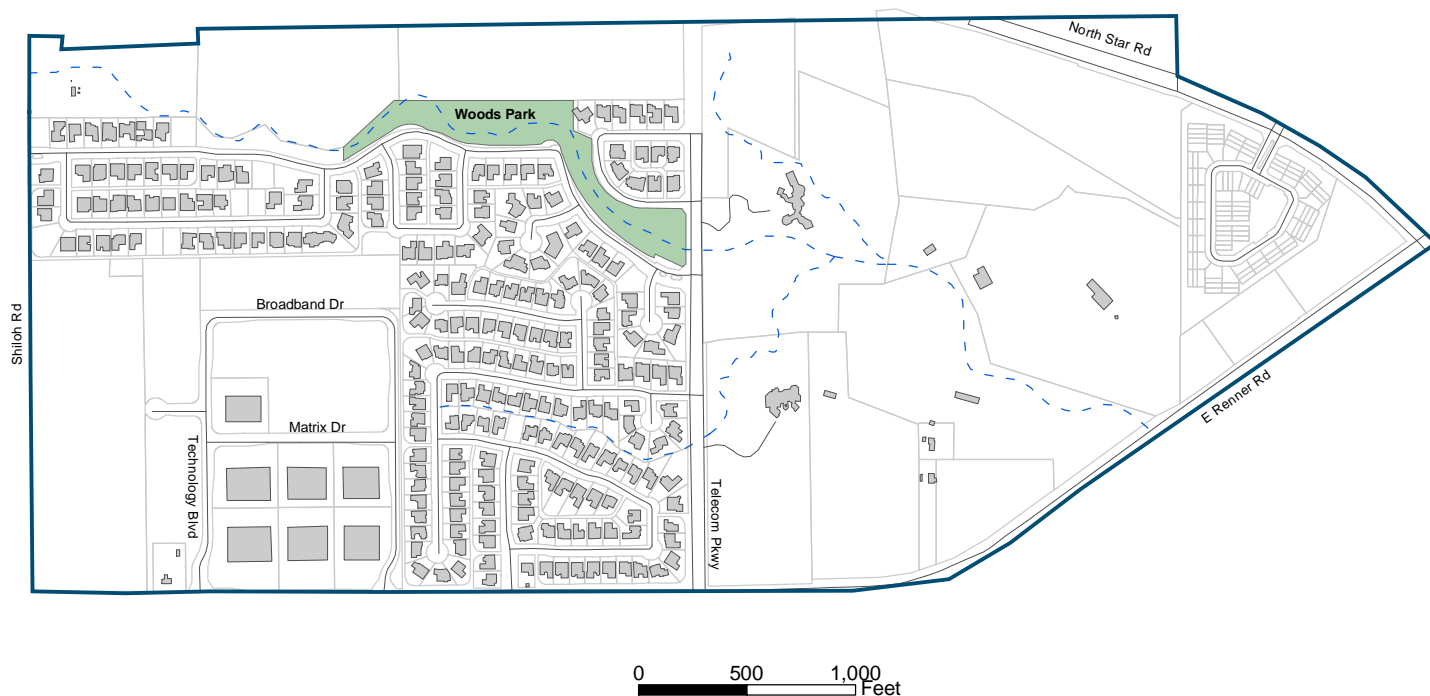 North Star Rd
Woods Park
Broadband Dr
Shiloh Rd
E Renner Rd
Matrix Dr
Technology Blvd
Telecom Pkwy
0 500 1,000
Feet